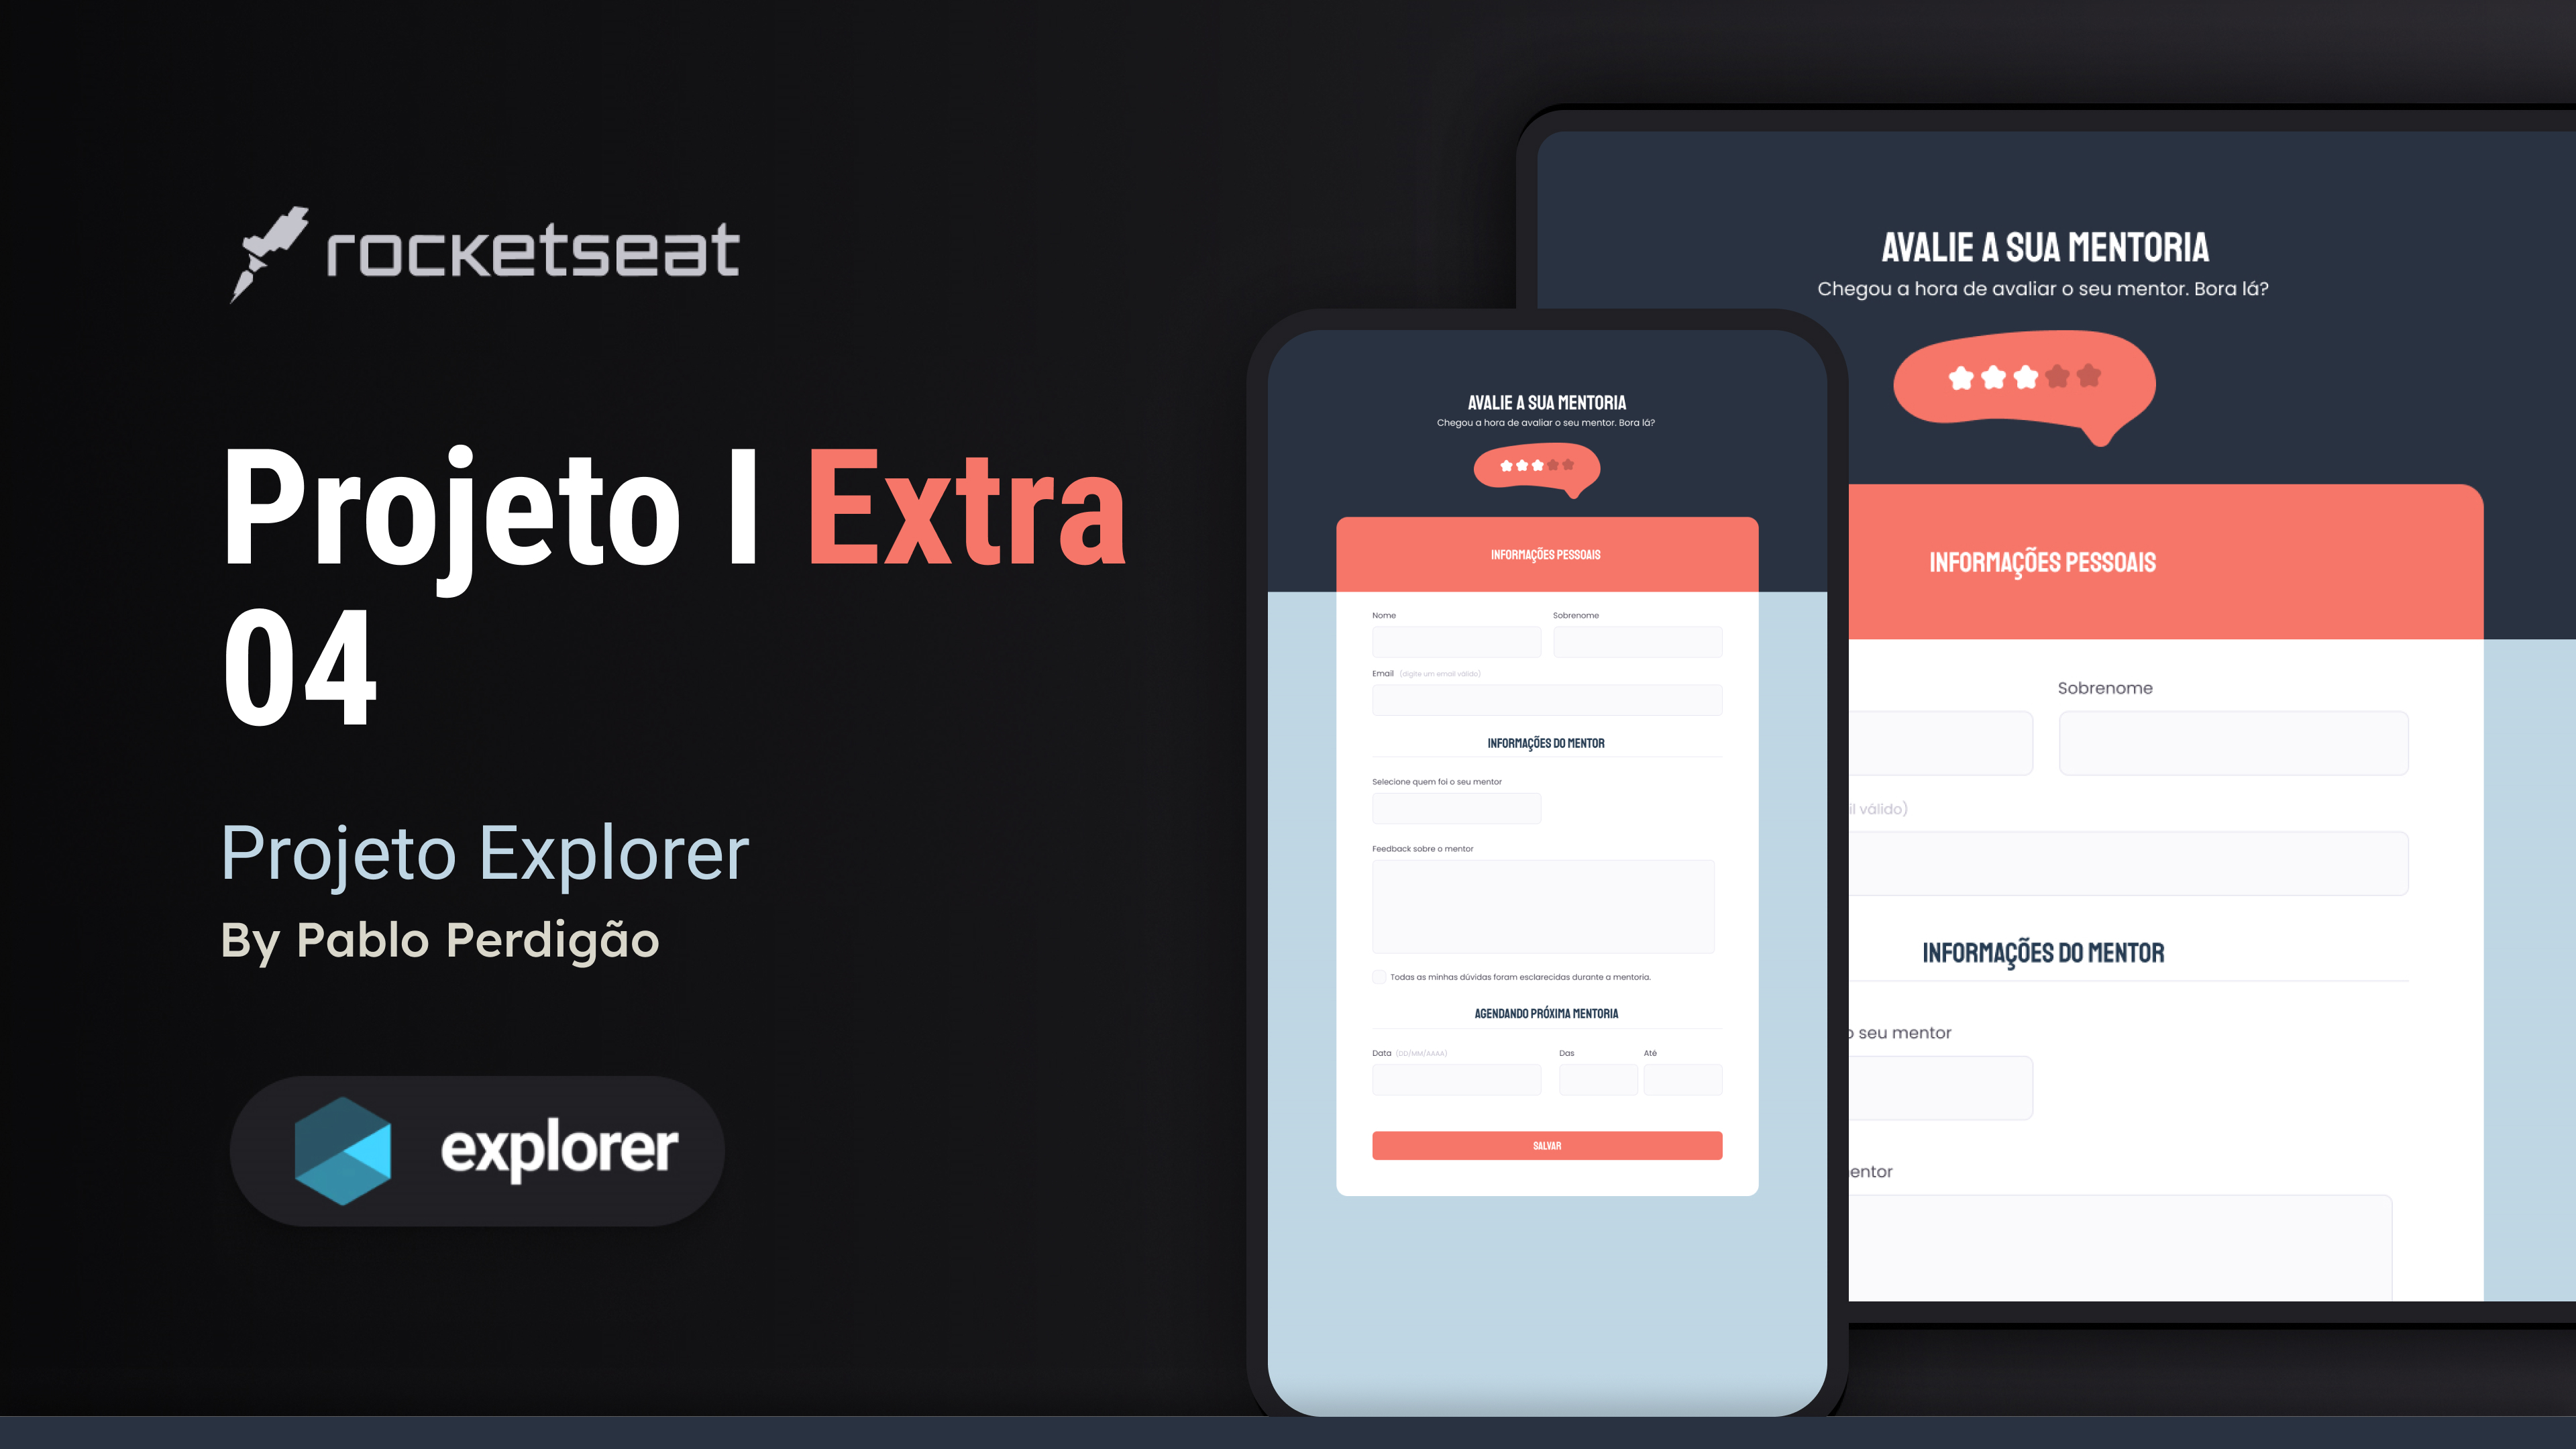 rocketseat
Projeto I Extra
04
Projeto Explorer
By Pablo Perdigão
explorer
AVALIE A SUA MENTORIA
Chegou a hora de avaliar o seu mentor. Bora lá?
INFORMAÇÕES PESSOAIS
Nome Sobrenome
Email (digite um email válido)
INFORMAÇÕES DO MENTOR
Selecione quem foi o seu mentor
Feedback sobre o mentor
Todas as minhas dúvidas foram esclarecidas durante a mentoria.
AGENDANDO PRÓXIMA MENTORIA
Data (DD/MM/AAAA) Das Até
SALVAR
AVALIE A SUA MENTORIA
Chegou a hora de avaliar o seu mentor. Bora lá?
INFORMAÇÕES PESSOAIS
Sobrenome
il válido)
INFORMAÇÕES DO MENTOR
o seu mentor
entor